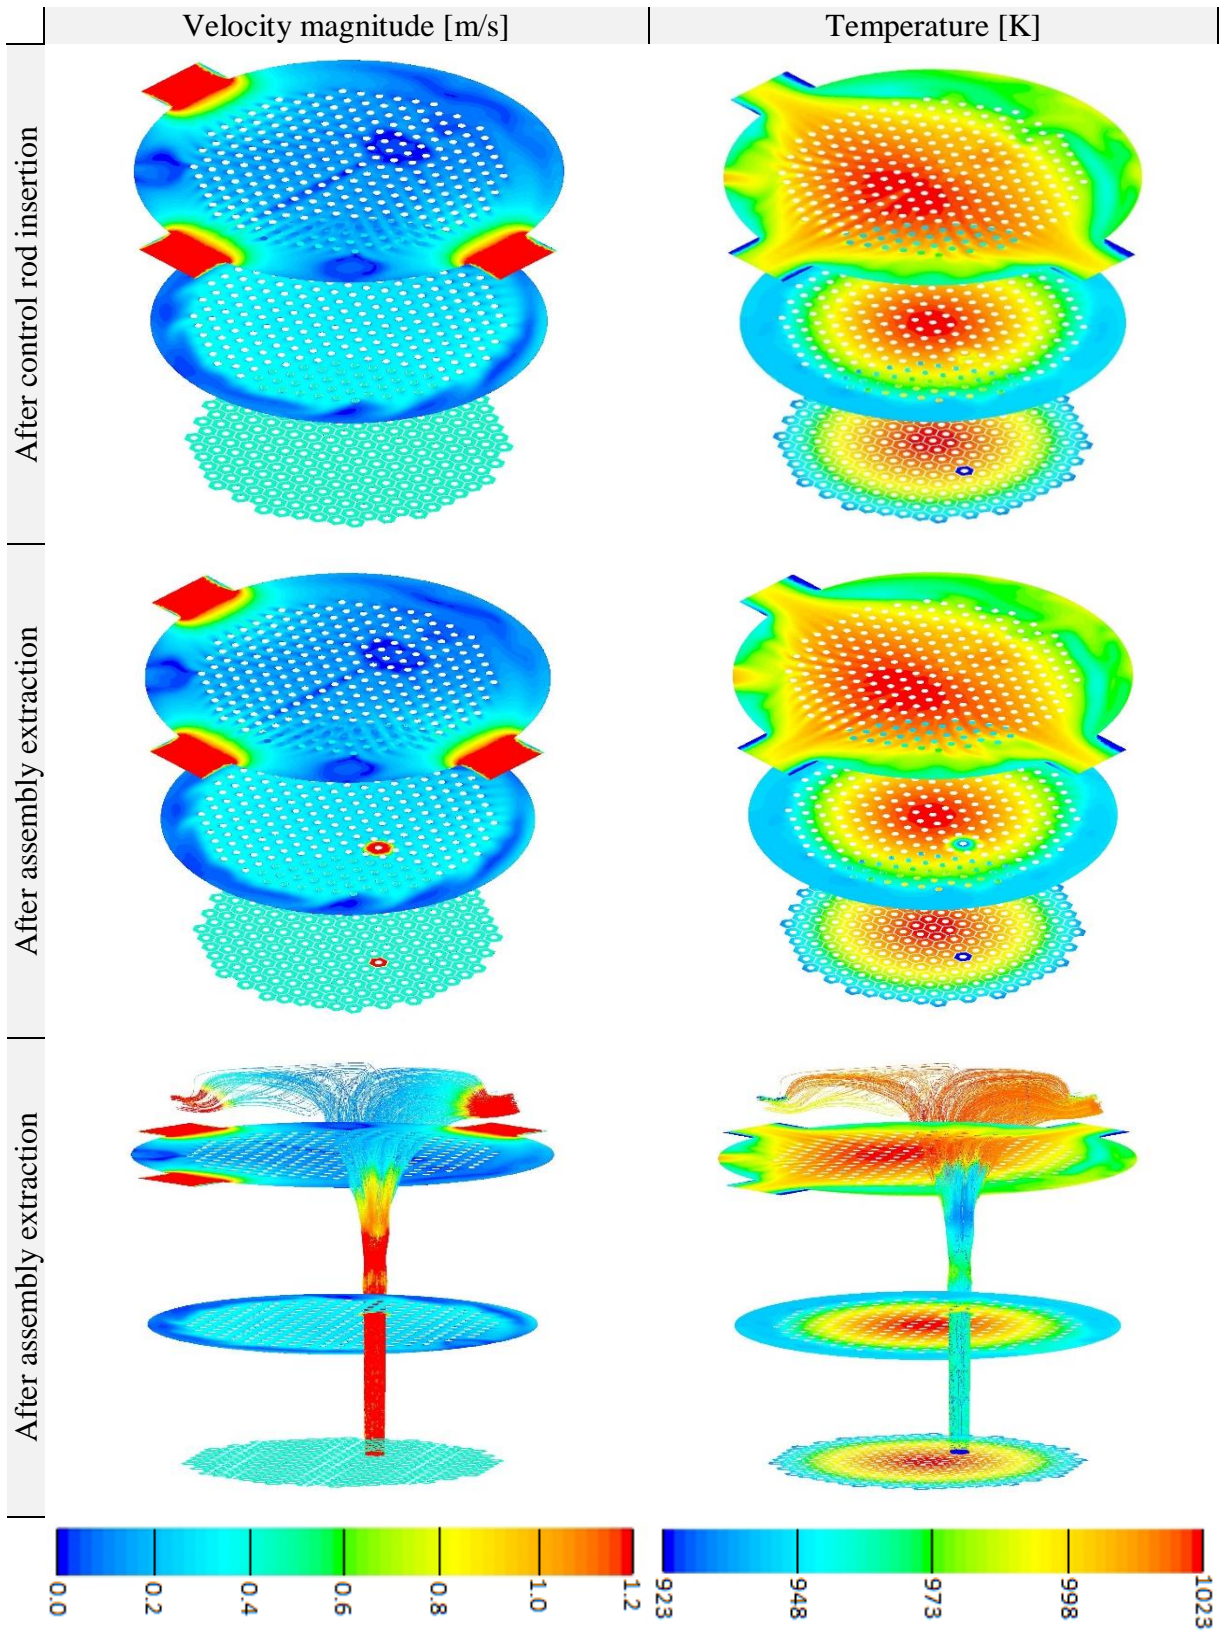 Velocity magnitude [m/s]
Temperature [K]
After control rod insertion
After assembly extraction
After assembly extraction
0.0 0.2 0.4 0.6 0.8 1.0 1.2
923 948 973 998 1023